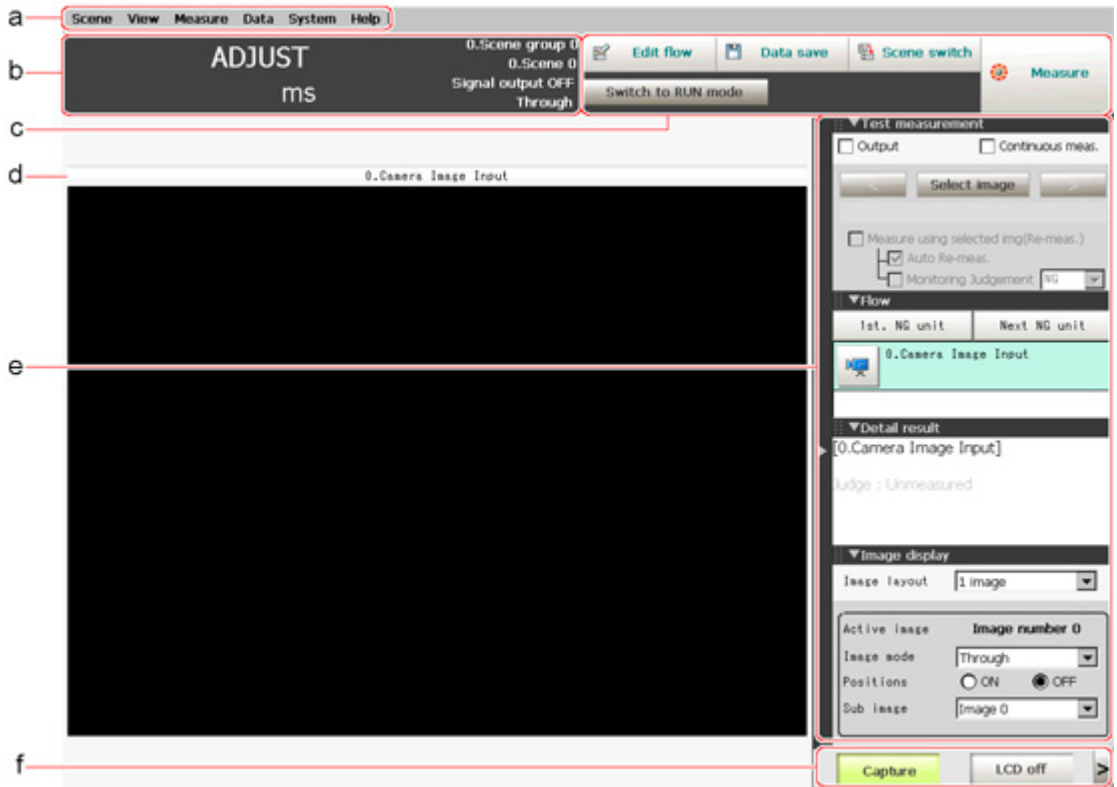 a
Scene View Measure Data System Help
b
ADJUST
ms
0.Scene group 0
0.Scene 0
Signal output OFF
Through
Edit flow
Data save
Scene switch
Measure
Switch to RUN mode
c
▼Test measurement
Output
Continuous meas.
d
0.Camera Image Input
< Select image >
Measure using selected img(Re-meas.)
Auto Re-meas.
Monitoring Judgement NG
▼Flow
1st. NG unit
Next NG unit
e
0.Camera Image Input
▼Detail result
[0.Camera Image Input]
Judge : Unmeasured
▼Image display
Image layout 1 image
Active image Image number 0
Image mode Through
Positions ON OFF
Sub image Image 0
f
Capture
LCD off
>